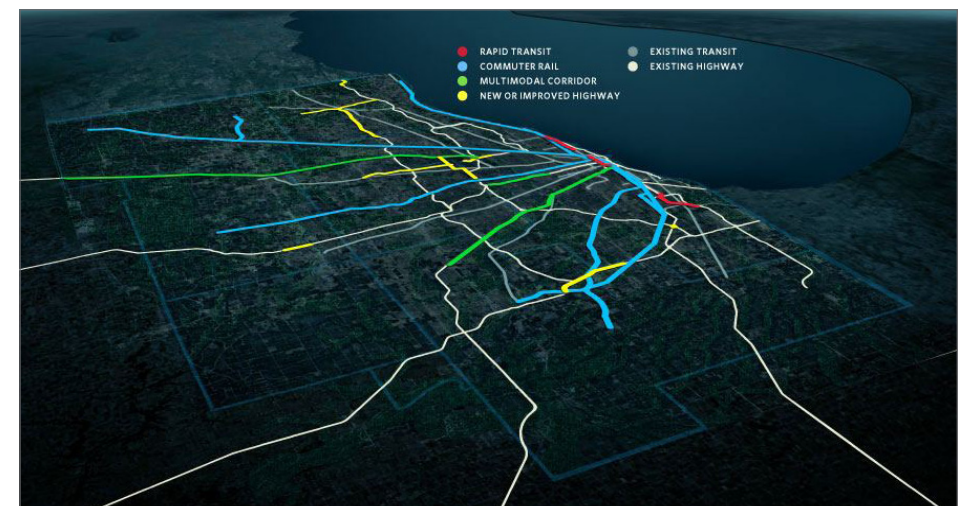 RAPID TRANSIT
COMMUTER RAIL
MULTIMODAL CORRIDOR
NEW OR IMPROVED HIGHWAY
EXISTING TRANSIT
EXISTING HIGHWAY